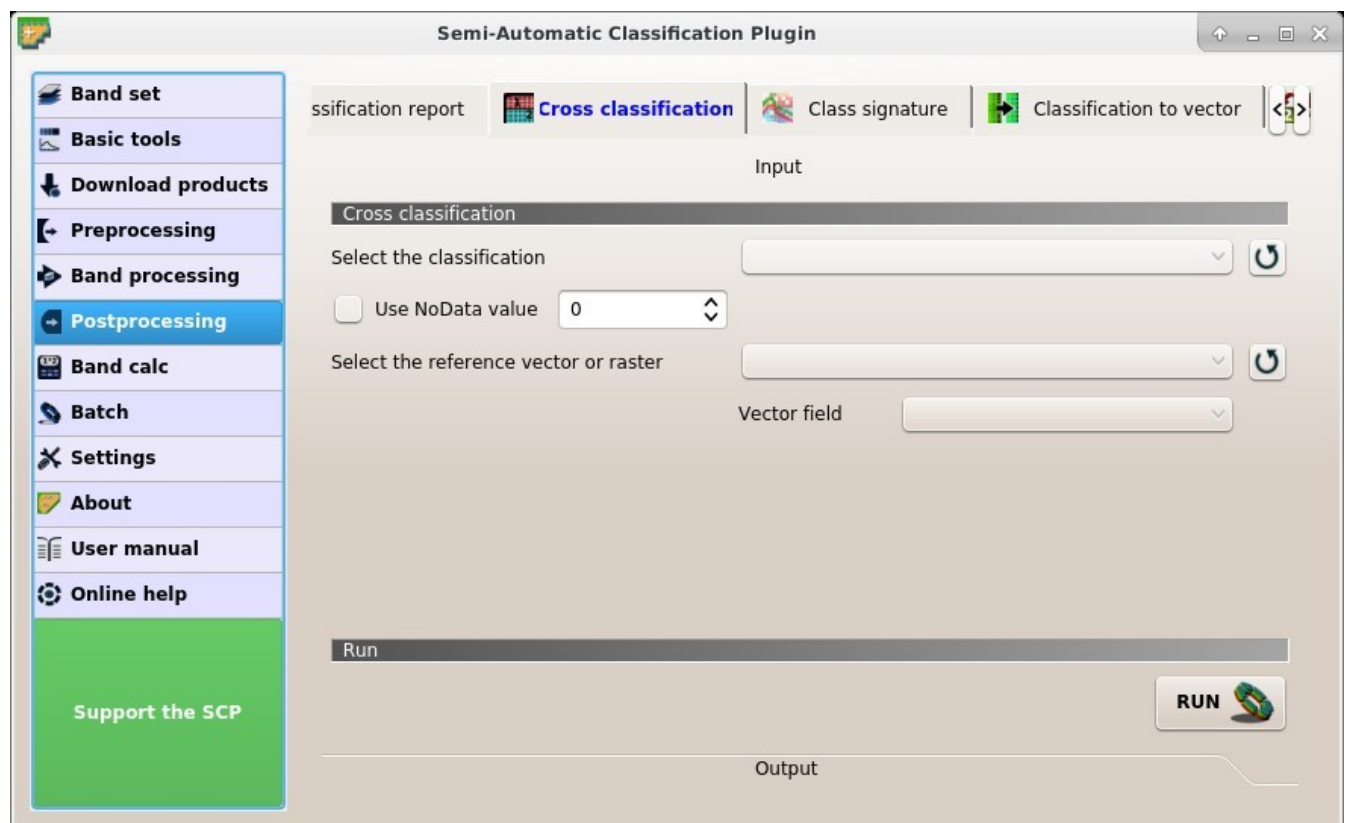 Semi-Automatic Classification Plugin
Band set
Basic tools
Download products
Preprocessing
Band processing
Postprocessing
Band calc
Batch
Settings
About
User manual
Online help
Support the SCP
ssification report Cross classification Class signature Classification to vector
Input
Cross classification
Select the classification
Use NoData value 0
Select the reference vector or raster
Vector field
Run
RUN
Output